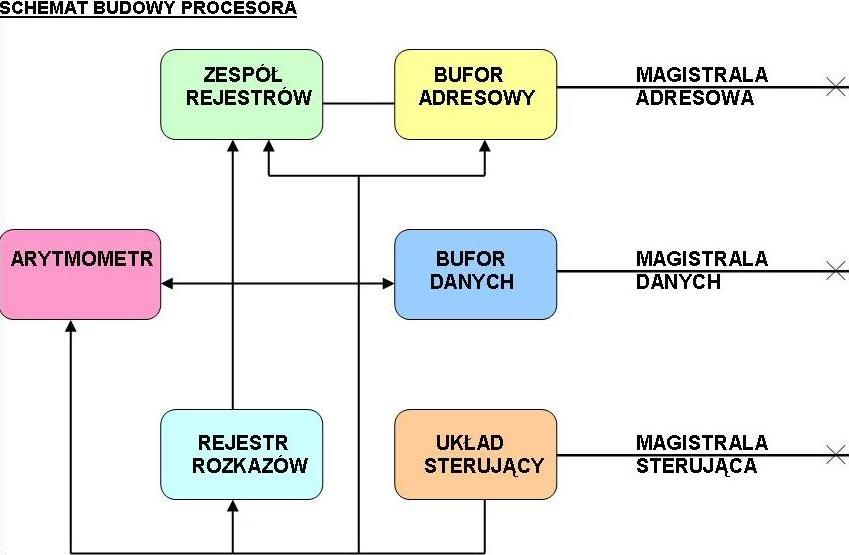 SCHEMAT BUDOWY PROCESORA
ZESPÓŁ
REJESTRÓW
BUFOR
ADRESOWY
MAGISTRALA
ADRESOWA
ARYTMOMETR
BUFOR
DANYCH
MAGISTRALA
DANYCH
REJESTR
ROZKAZÓW
UKŁAD
STERUJĄCY
MAGISTRALA
STERUJĄCA